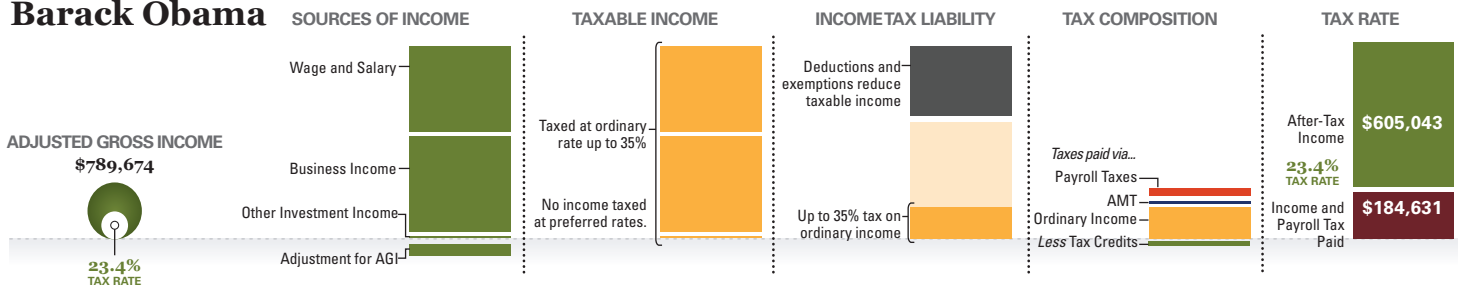 Barack Obama
ADJUSTED GROSS INCOME
$789,674
23.4%
TAX RATE
SOURCES OF INCOME
Wage and Salary
Business Income
Other Investment Income
Adjustment for AGI
TAXABLE INCOME
Taxed at ordinary
rate up to 35%
No income taxed
at preferred rates.
INCOME TAX LIABILITY
Deductions and
exemptions reduce
taxable income
Up to 35% tax on
ordinary income
TAX COMPOSITION
Taxes paid via...
Payroll Taxes
AMT
Ordinary Income
Less Tax Credits
TAX RATE
After-Tax
Income
$605,043
23.4%
TAX RATE
Income and
Payroll Tax
Paid
$184,631